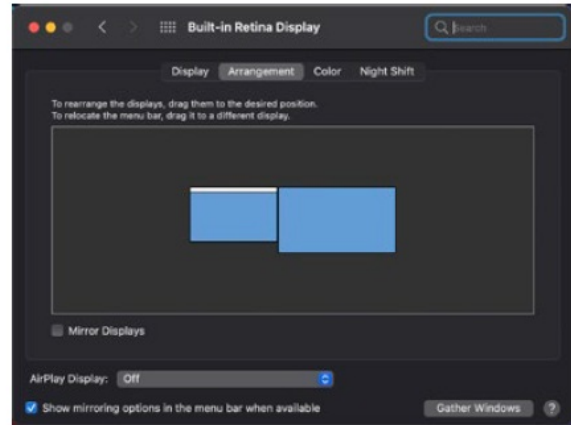 Built-in Retina Display
Search
Display Arrangement Color Night Shift
To rearrange the displays, drag them to the desired position.
To relocate the menu bar, drag it to a different display.
Mirror Displays
AirPlay Display: Off
Show mirroring options in the menu bar when available
Gather Windows ?